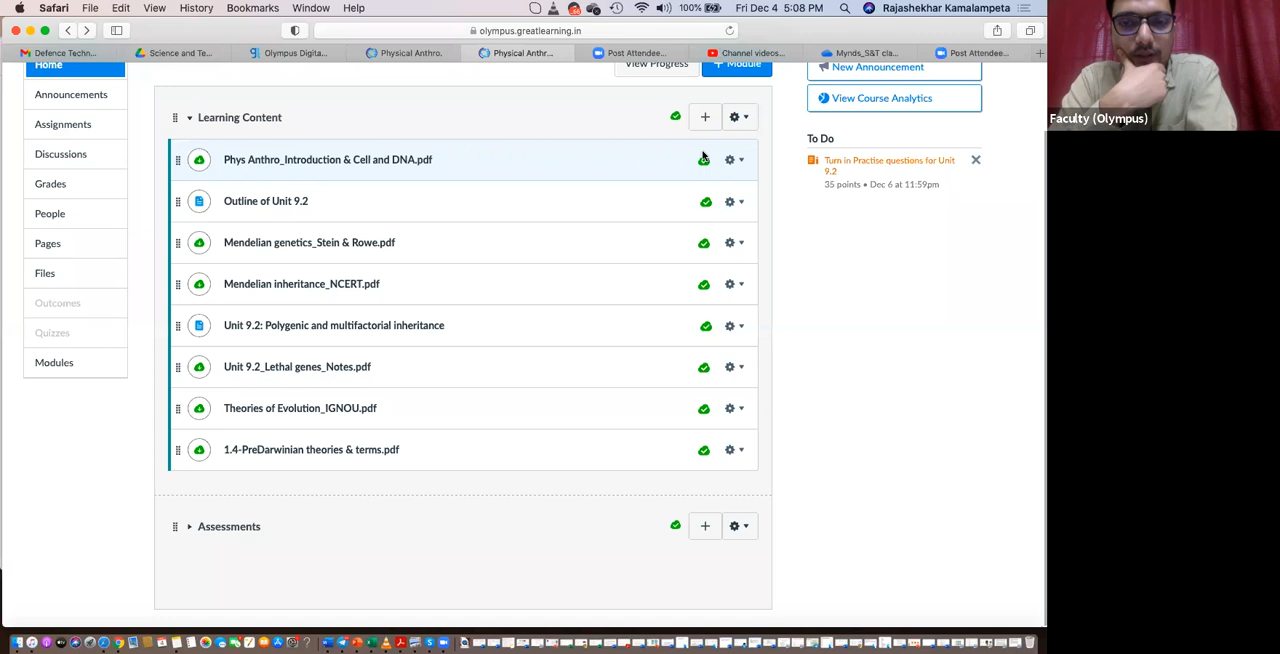 Safari File Edit View History Bookmarks Window Help 100% Fri Dec 4 5:08 PM Rajashekhar Kamalampeta
olympus.greatlearning.in
Defence Techn... Science and Te... Olympus Digita... Physical Anthro. Physical Anthr... Post Attendee... Channel videos... Mynds_S&T cla... Post Attendee...
Home
View Progress
+ Module
New Announcement
Announcements
View Course Analytics
Assignments
Discussions
Grades
People
Pages
Files
Outcomes
Quizzes
Modules
Learning Content
Phys Anthro_Introduction & Cell and DNA.pdf
Outline of Unit 9.2
Mendelian genetics_Stein & Rowe.pdf
Mendelian inheritance_NCERT.pdf
Unit 9.2: Polygenic and multifactorial inheritance
Unit 9.2_Lethal genes_Notes.pdf
Theories of Evolution_IGNOU.pdf
1.4-PreDarwinian theories & terms.pdf
Assessments
To Do
Turn in Practise questions for Unit
9.2
35 points • Dec 6 at 11:59pm
Faculty (Olympus)